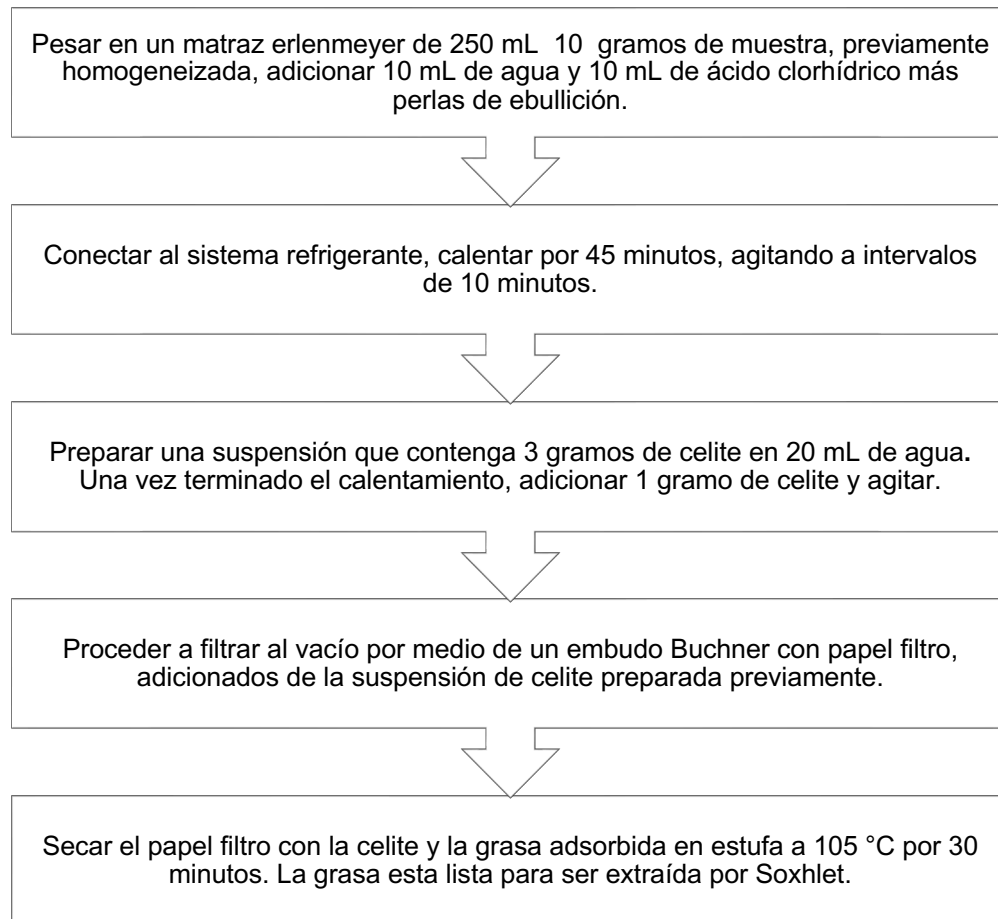 Pesar en un matraz erlenmeyer de 250 mL  10  gramos de muestra, previamente
homogeneizada, adicionar 10 mL de agua y 10 mL de ácido clorhídrico más
perlas de ebullición.
Conectar al sistema refrigerante, calentar por 45 minutos, agitando a intervalos
de 10 minutos.
Preparar una suspensión que contenga 3 gramos de celite en 20 mL de agua.
Una vez terminado el calentamiento, adicionar 1 gramo de celite y agitar.
Proceder a filtrar al vacío por medio de un embudo Buchner con papel filtro,
adicionados de la suspensión de celite preparada previamente.
Secar el papel filtro con la celite y la grasa adsorbida en estufa a 105 °C por 30
minutos. La grasa esta lista para ser extraída por Soxhlet.